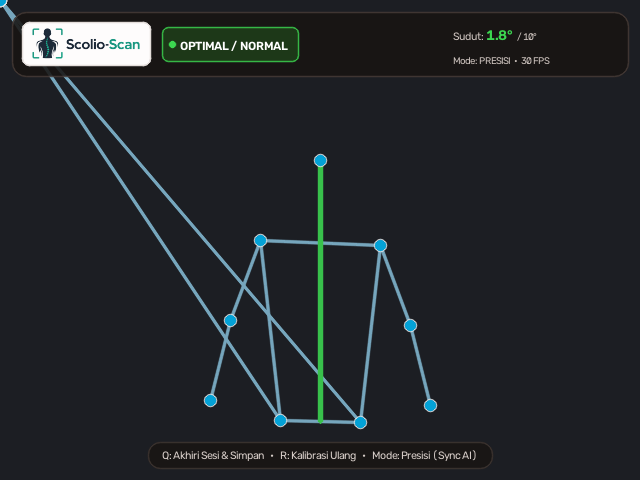 Scolio-Scan
OPTIMAL / NORMAL
Sudut: 1.8° / 10°
Mode: PRESISI • 30 FPS
Q: Akhiri Sesi & Simpan • R: Kalibrasi Ulang • Mode: Presisi (Sync AI)